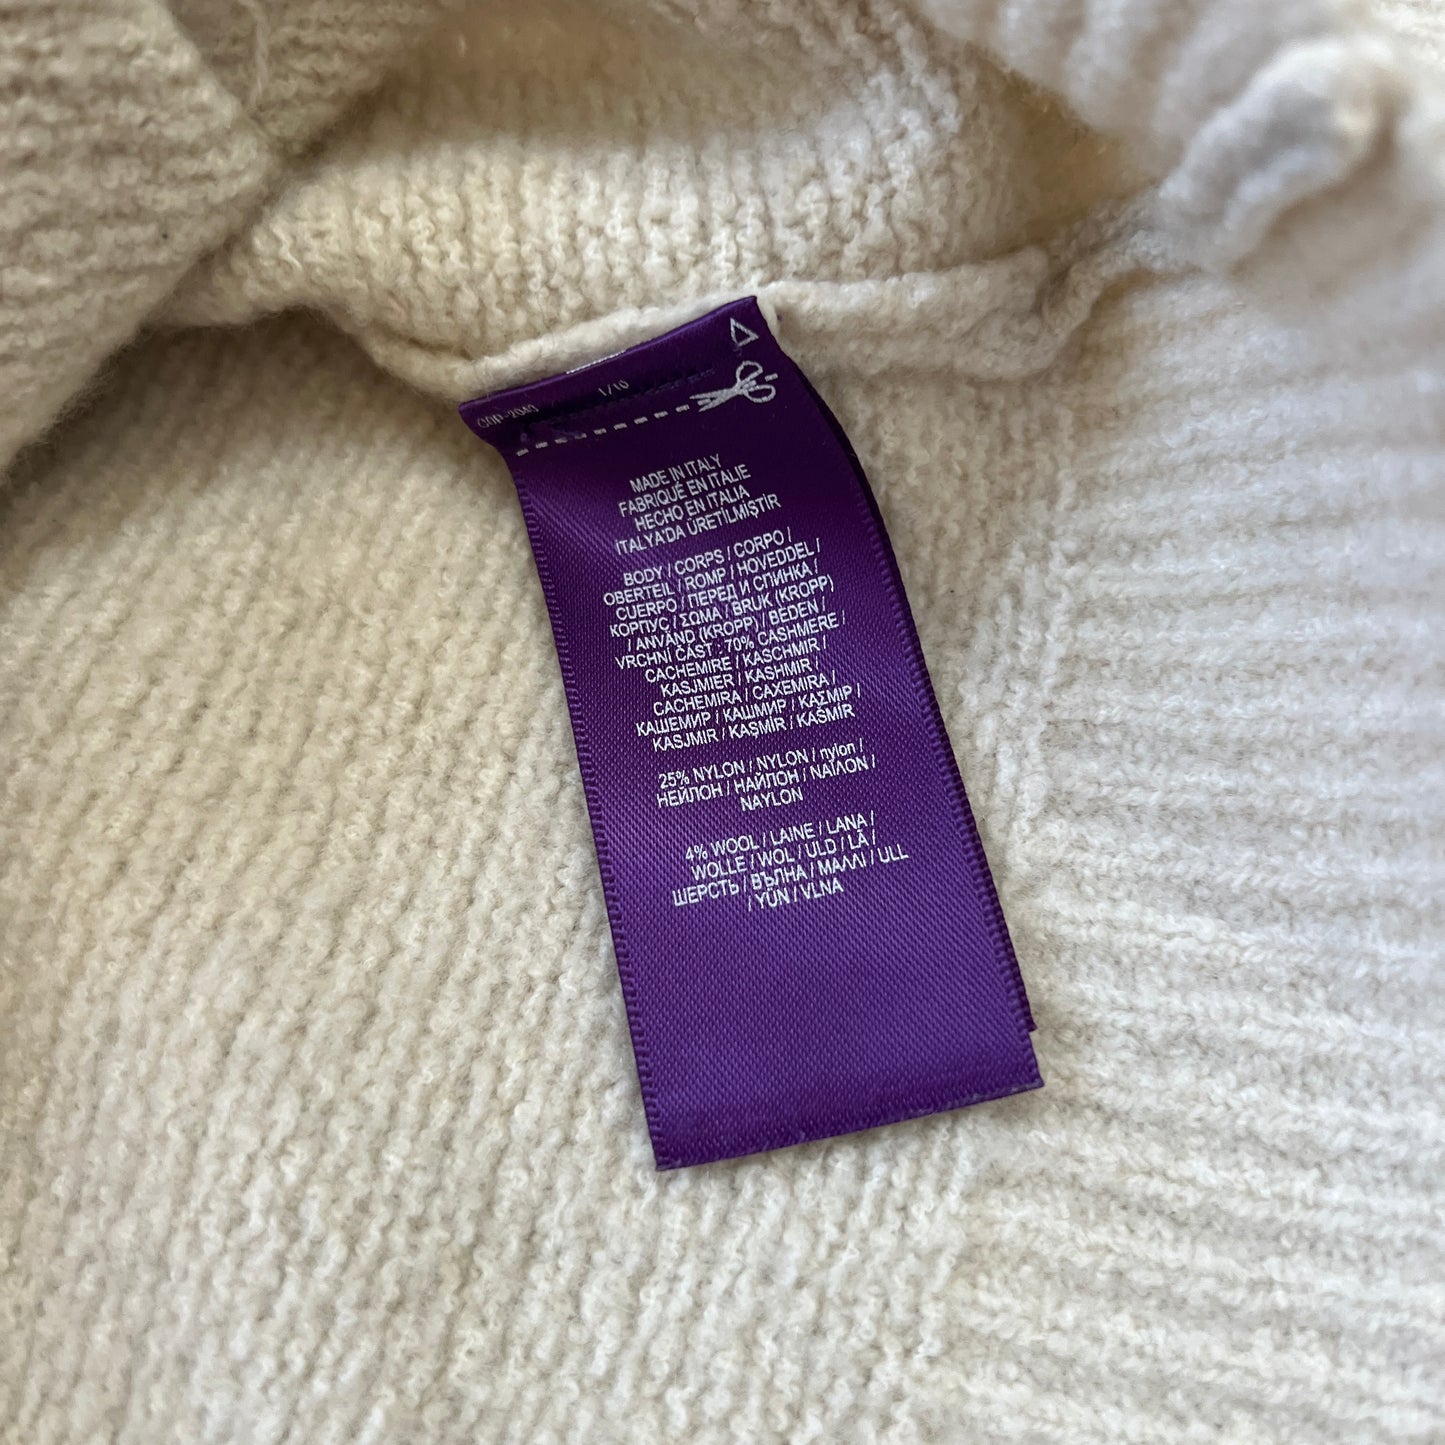 1/10
MADE IN ITALY
FABRIQUÉ EN ITALIE
HECHO EN ITALIA
İTALYA'DA ÜRETİLMİŞTİR
BODY / CORPS / CORPO /
OBERTEIL / ROMP / HOVEDDEL /
CUERPO / ПЕРЕД И СПИНКА /
КОРПУС / ΣΩΜΑ / BRUK (KROPP)
/ ANVÄND (KROPP) / BEDEN /
VRCHNÍ ČÁST : 70% CASHMERE /
CACHEMIRE / KASCHMIR /
KASJMIER / KASHMIR /
CACHEMIRA / CAXEMIRA /
КАШЕМИР / КАШМИР / ΚΑΣΜΙΡ /
KASJMIR / KAŞMİR / KAŠMÍR
25% NYLON / NYLON / nylon /
НЕЙЛОН / НАЙЛОН / ΝΑΪΛΟΝ /
NAYLON
4% WOOL / LAINE / LANA /
WOLLE / WOL / ULD / LÃ /
ШЕРСТЬ / ВЪЛНА / ΜΑΛΛΙ / ULL
/ YÜN / VLNA